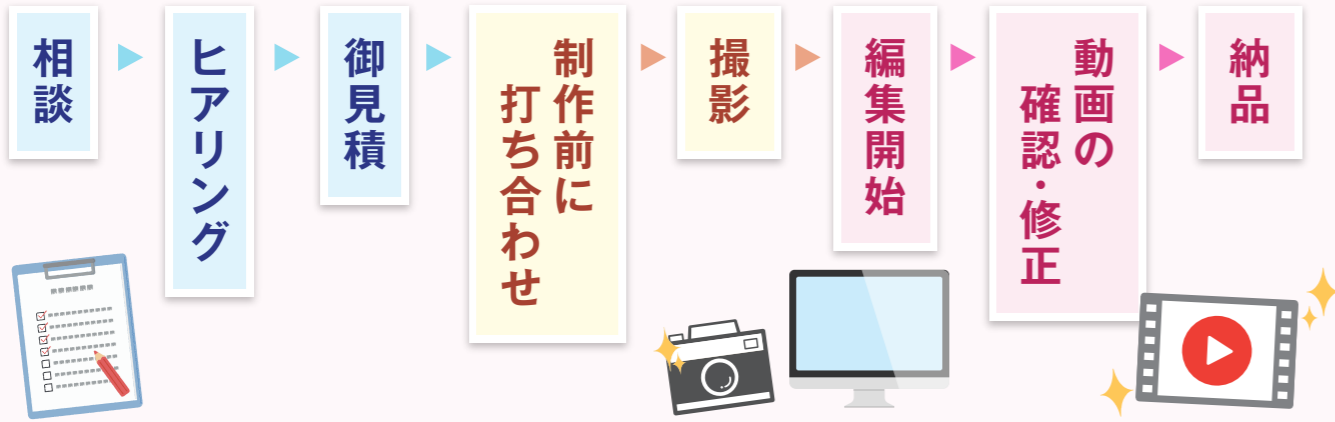 相談
ヒアリング
御見積
制作前に
打ち合わせ
撮影
編集開始
動画の
確認・修正
納品